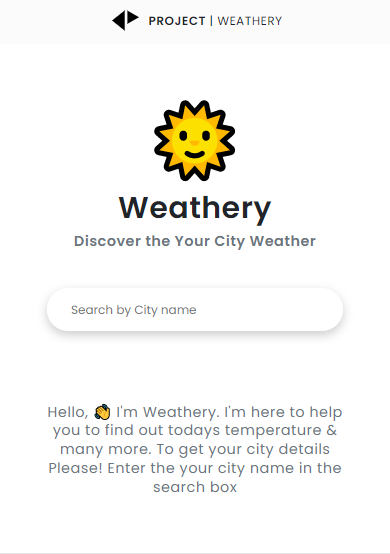 PROJECT | WEATHERY
Weathery
Discover the Your City Weather
Search by City name
Hello, 👋 I'm Weathery. I'm here to help
you to find out todays temperature &
many more. To get your city details
Please! Enter the your city name in the
search box